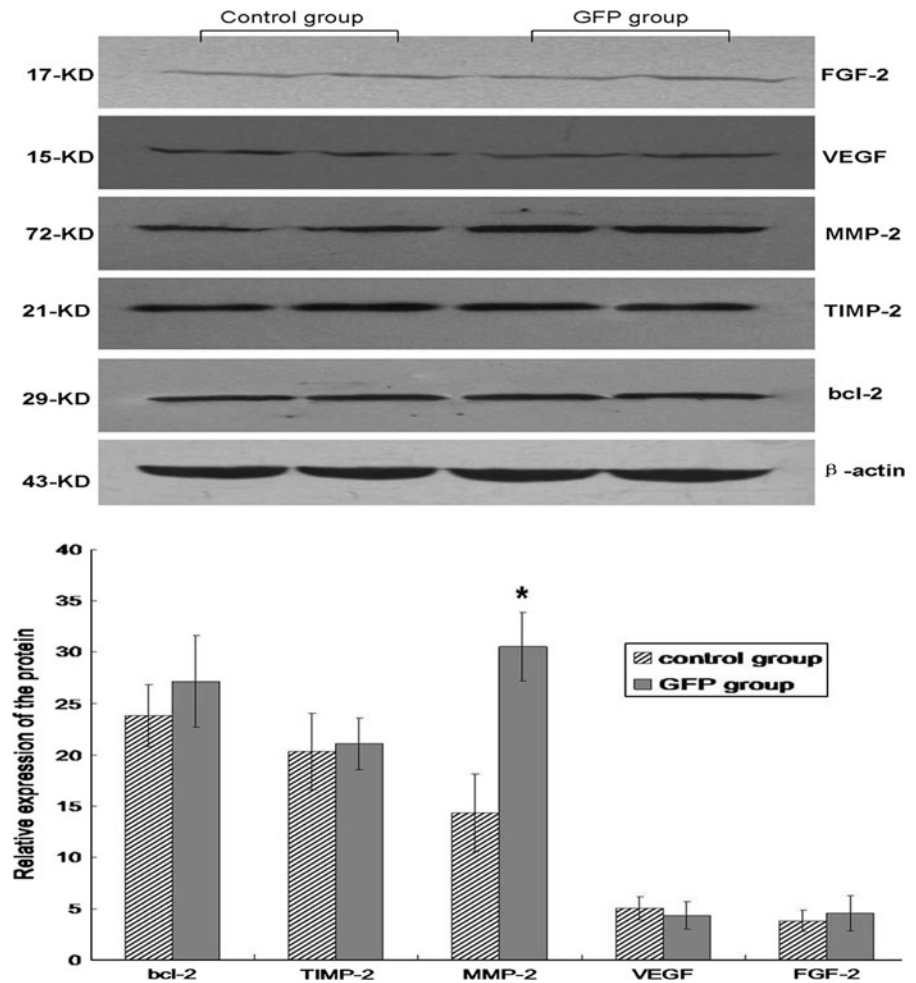 Control group GFP group
17-KD FGF-2
15-KD VEGF
72-KD MMP-2
21-KD TIMP-2
29-KD bcl-2
43-KD β-actin
40
35
30
25
20
15
10
5
0
Relative expression of the protein
*
control group
GFP group
bcl-2 TIMP-2 MMP-2 VEGF FGF-2